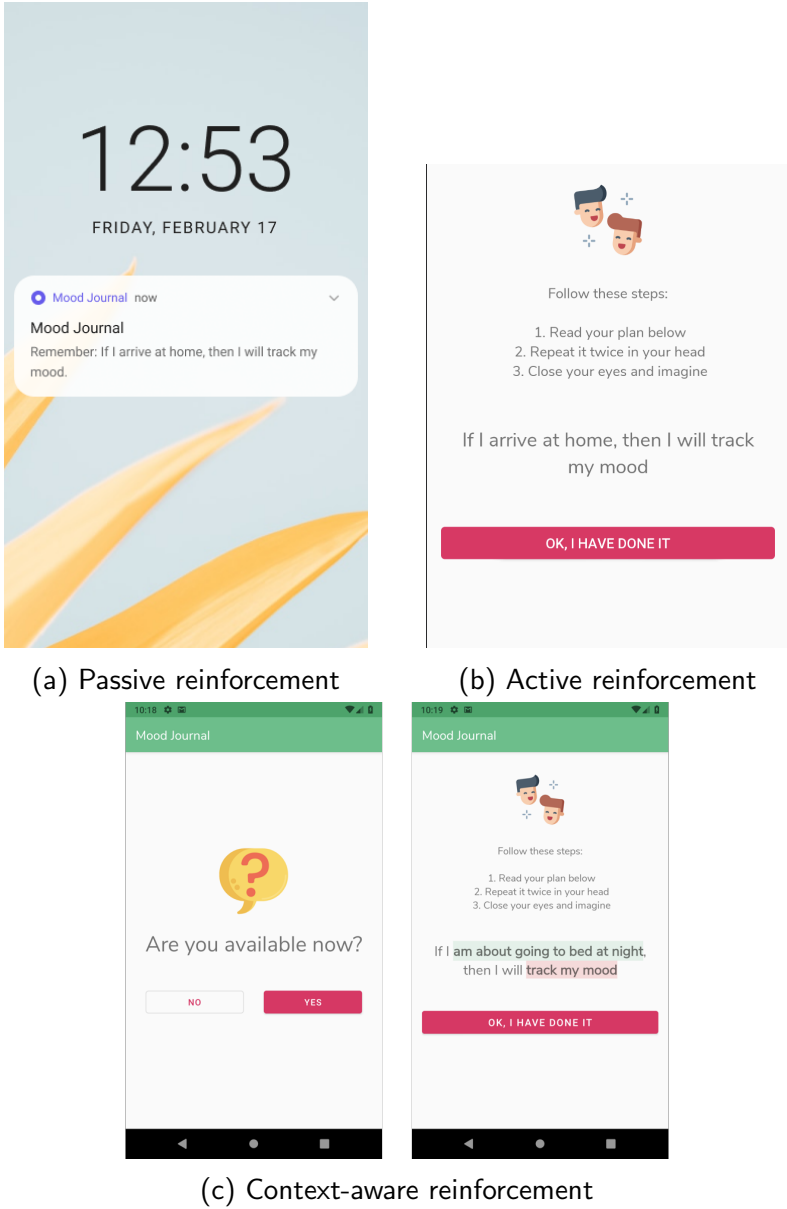 12:53
FRIDAY, FEBRUARY 17
Mood Journal now
Mood Journal
Remember: If I arrive at home, then I will track my
mood.
Follow these steps:
1. Read your plan below
2. Repeat it twice in your head
3. Close your eyes and imagine
If I arrive at home, then I will track
my mood
OK, I HAVE DONE IT
(a) Passive reinforcement
(b) Active reinforcement
10:18
Mood Journal
?
Are you available now?
NO YES
10:19
Mood Journal
Follow these steps:
1. Read your plan below
2. Repeat it twice in your head
3. Close your eyes and imagine
If I am about going to bed at night,
then I will track my mood
OK, I HAVE DONE IT
(c) Context-aware reinforcement